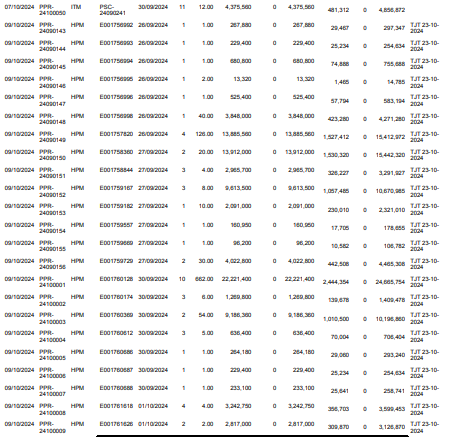 07/10/2024 PPR-24100050 ITM PSC-24090241 30/09/2024 11 12.00 4,375,560 0 4,375,560 481,312 0 4,856,872
09/10/2024 PPR-24090143 HPM E001756992 26/09/2024 1 1.00 267,880 0 267,880 29,467 0 297,347 TJT 23-10-2024
09/10/2024 PPR-24090144 HPM E001756993 26/09/2024 1 1.00 229,400 0 229,400 25,234 0 254,634 TJT 23-10-2024
09/10/2024 PPR-24090145 HPM E001756994 26/09/2024 1 1.00 680,800 0 680,800 74,888 0 755,688 TJT 23-10-2024
09/10/2024 PPR-24090146 HPM E001756995 26/09/2024 1 2.00 13,320 0 13,320 1,465 0 14,785 TJT 23-10-2024
09/10/2024 PPR-24090147 HPM E001756996 26/09/2024 1 1.00 525,400 0 525,400 57,794 0 583,194 TJT 23-10-2024
09/10/2024 PPR-24090148 HPM E001756998 26/09/2024 1 40.00 3,848,000 0 3,848,000 423,280 0 4,271,280 TJT 23-10-2024
09/10/2024 PPR-24090149 HPM E001757820 26/09/2024 4 126.00 13,885,560 0 13,885,560 1,527,412 0 15,412,972 TJT 23-10-2024
09/10/2024 PPR-24090150 HPM E001758360 27/09/2024 2 20.00 13,912,000 0 13,912,000 1,530,320 0 15,442,320 TJT 23-10-2024
09/10/2024 PPR-24090151 HPM E001758844 27/09/2024 3 4.00 2,965,700 0 2,965,700 326,227 0 3,291,927 TJT 23-10-2024
09/10/2024 PPR-24090152 HPM E001759167 27/09/2024 3 8.00 9,613,500 0 9,613,500 1,057,485 0 10,670,985 TJT 23-10-2024
09/10/2024 PPR-24090153 HPM E001759182 27/09/2024 1 10.00 2,091,000 0 2,091,000 230,010 0 2,321,010 TJT 23-10-2024
09/10/2024 PPR-24090154 HPM E001759557 27/09/2024 1 1.00 160,950 0 160,950 17,705 0 178,655 TJT 23-10-2024
09/10/2024 PPR-24090155 HPM E001759669 27/09/2024 1 1.00 96,200 0 96,200 10,582 0 106,782 TJT 23-10-2024
09/10/2024 PPR-24090156 HPM E001759729 27/09/2024 2 30.00 4,022,800 0 4,022,800 442,508 0 4,465,308 TJT 23-10-2024
09/10/2024 PPR-24100001 HPM E001760128 30/09/2024 10 662.00 22,221,400 0 22,221,400 2,444,354 0 24,665,754 TJT 23-10-2024
09/10/2024 PPR-24100002 HPM E001760174 30/09/2024 3 6.00 1,269,800 0 1,269,800 139,678 0 1,409,478 TJT 23-10-2024
09/10/2024 PPR-24100003 HPM E001760369 30/09/2024 2 54.00 9,186,360 0 9,186,360 1,010,500 0 10,196,860 TJT 23-10-2024
09/10/2024 PPR-24100004 HPM E001760612 30/09/2024 3 5.00 636,400 0 636,400 70,004 0 706,404 TJT 23-10-2024
09/10/2024 PPR-24100005 HPM E001760686 30/09/2024 1 1.00 264,180 0 264,180 29,060 0 293,240 TJT 23-10-2024
09/10/2024 PPR-24100006 HPM E001760687 30/09/2024 1 1.00 229,400 0 229,400 25,234 0 254,634 TJT 23-10-2024
09/10/2024 PPR-24100007 HPM E001760688 30/09/2024 1 1.00 233,100 0 233,100 25,641 0 258,741 TJT 23-10-2024
09/10/2024 PPR-24100008 HPM E001761618 01/10/2024 4 4.00 3,242,750 0 3,242,750 356,703 0 3,599,453 TJT 23-10-2024
09/10/2024 PPR-24100009 HPM E001761626 01/10/2024 2 2.00 2,817,000 0 2,817,000 309,870 0 3,126,870 TJT 23-10-2024